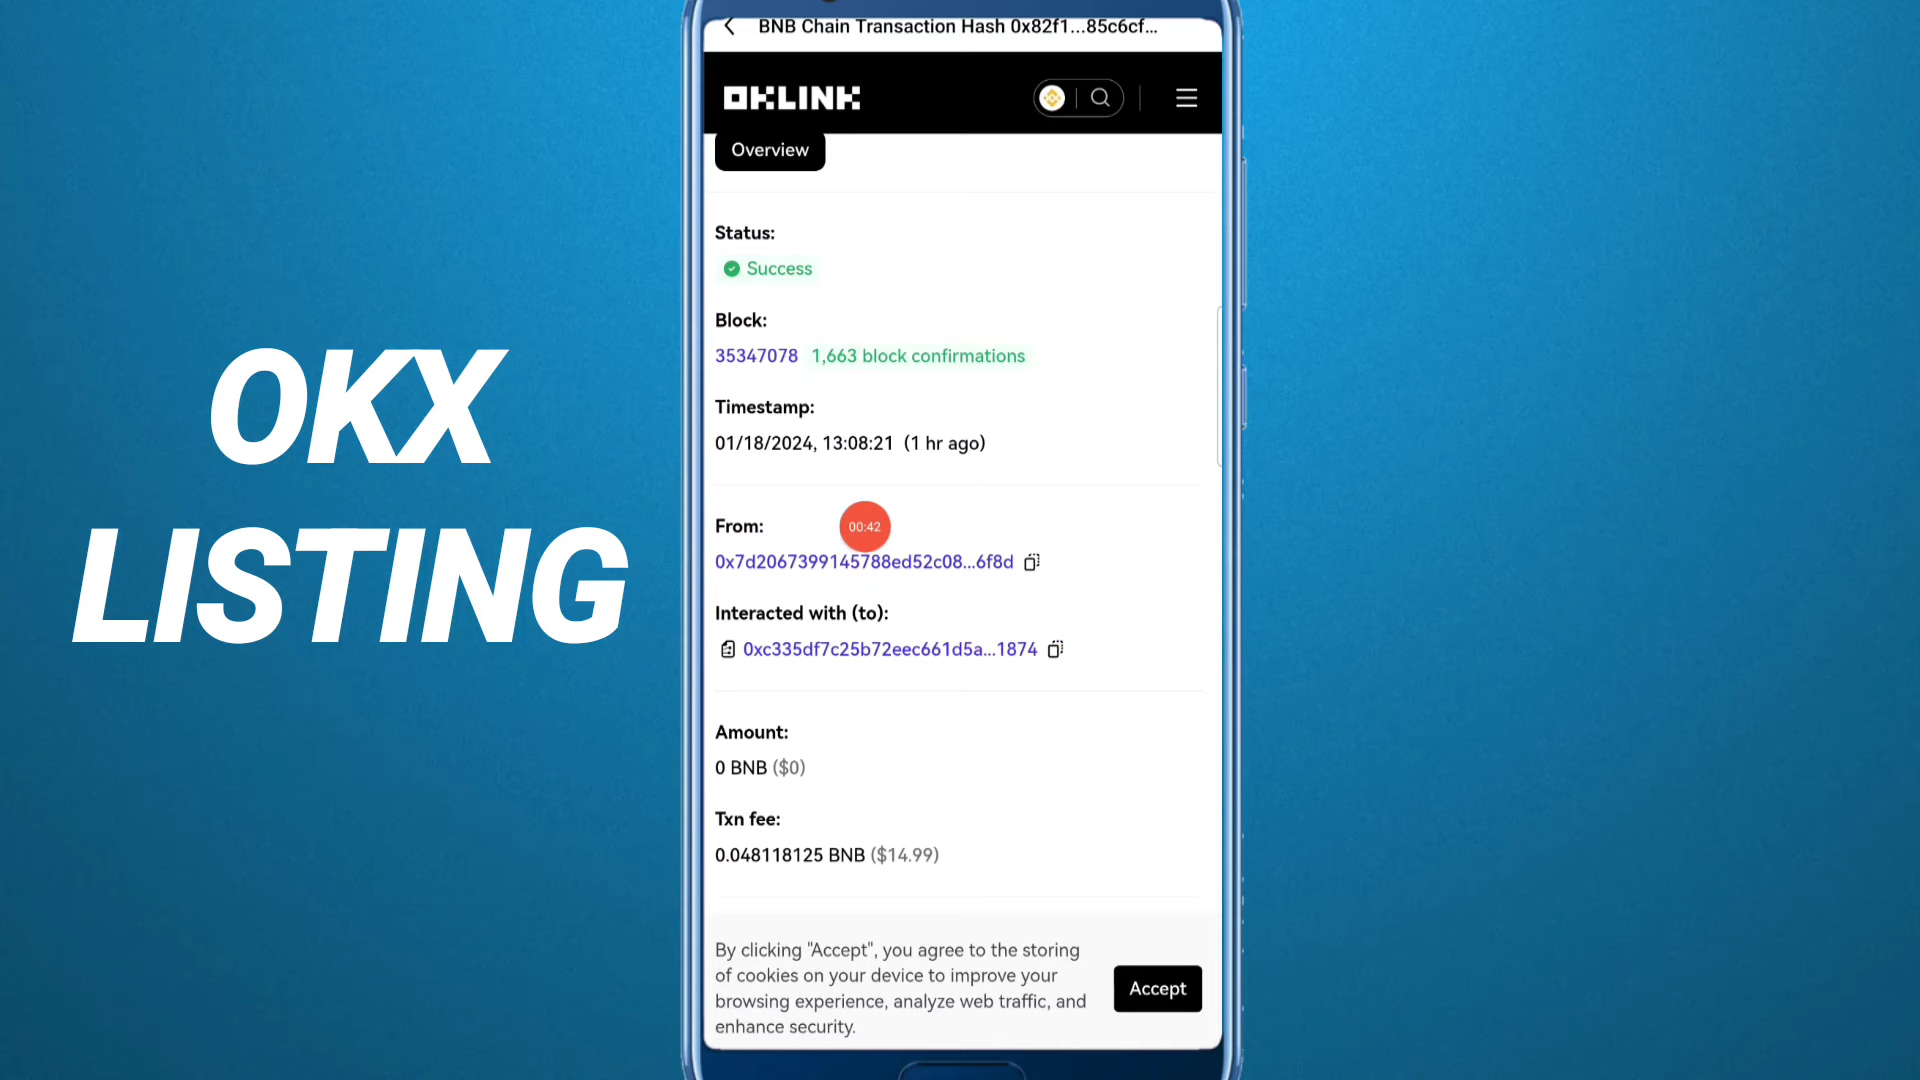 OKX
LISTING
BNB Chain Transaction Hash 0x82f1...85c6cf...
OKLINK
Overview
Status:
Success
Block:
35347078 1,663 block confirmations
Timestamp:
01/18/2024, 13:08:21 (1 hr ago)
From:
00:42
0x7d2067399145788ed52c08...6f8d
Interacted with (to):
0xc335df7c25b72eec661d5a...1874
Amount:
0 BNB ($0)
Txn fee:
0.048118125 BNB ($14.99)
By clicking "Accept", you agree to the storing
of cookies on your device to improve your
browsing experience, analyze web traffic, and
enhance security.
Accept